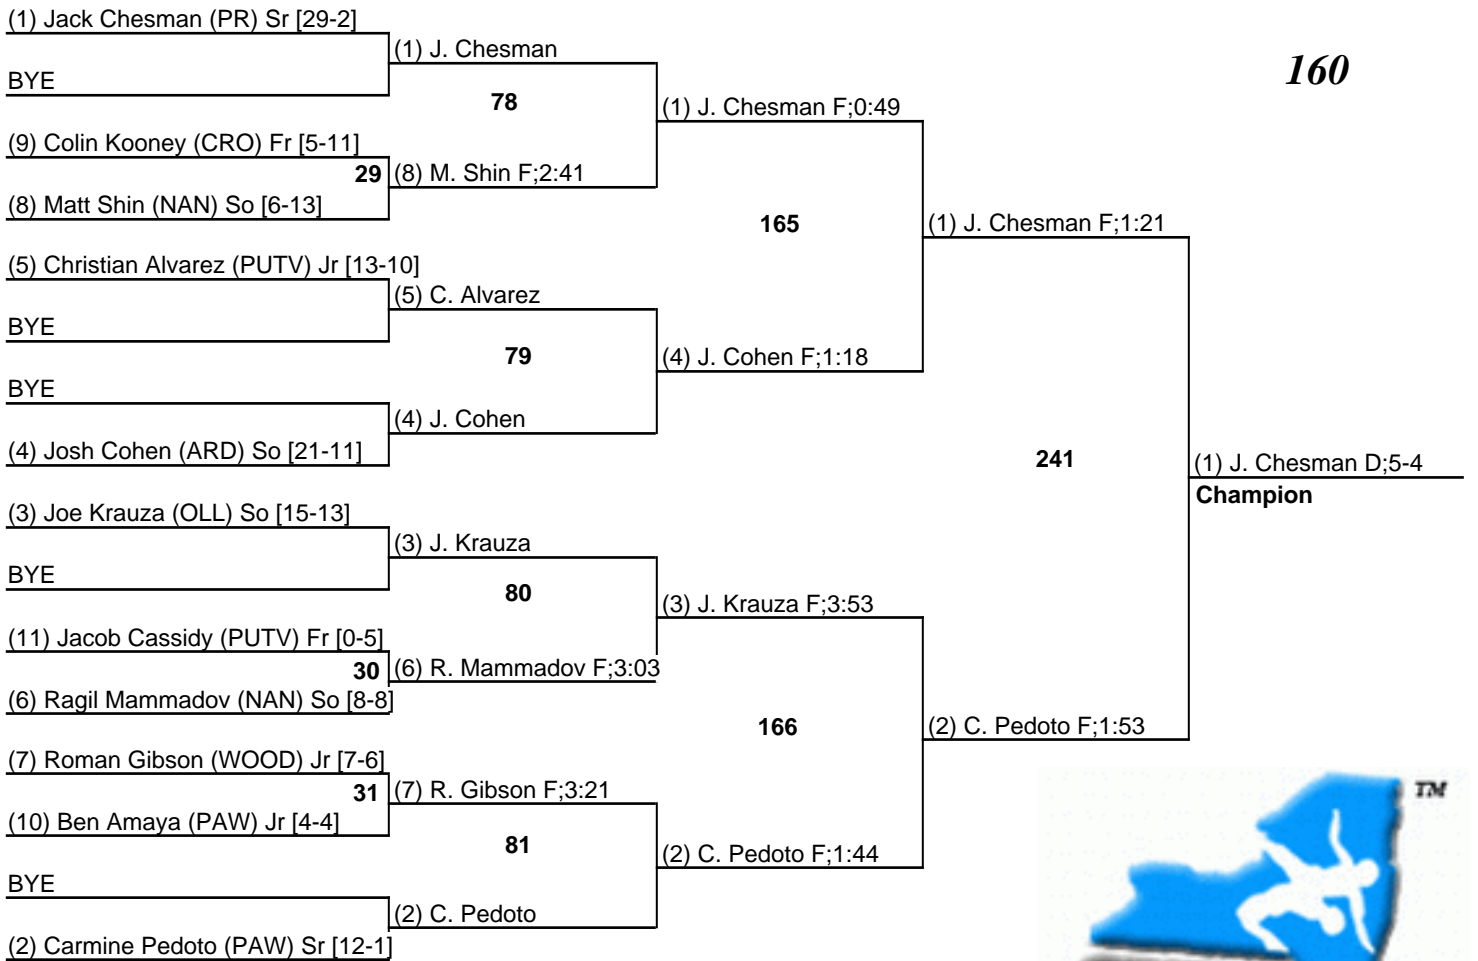 (1) Jack Chesman (PR) Sr [29-2]
BYE
(1) J. Chesman
160
78
(1) J. Chesman F;0:49
(9) Colin Kooney (CRO) Fr [5-11]
29
(8) M. Shin F;2:41
(8) Matt Shin (NAN) So [6-13]
165
(1) J. Chesman F;1:21
(5) Christian Alvarez (PUTV) Jr [13-10]
(5) C. Alvarez
BYE
79
(4) J. Cohen F;1:18
BYE
(4) J. Cohen
(4) Josh Cohen (ARD) So [21-11]
241
(1) J. Chesman D;5-4
Champion
(3) Joe Krauza (OLL) So [15-13]
(3) J. Krauza
BYE
80
(3) J. Krauza F;3:53
(11) Jacob Cassidy (PUTV) Fr [0-5]
30
(6) R. Mammadov F;3:03
(6) Ragil Mammadov (NAN) So [8-8]
166
(2) C. Pedoto F;1:53
(7) Roman Gibson (WOOD) Jr [7-6]
31
(7) R. Gibson F;3:21
(10) Ben Amaya (PAW) Jr [4-4]
81
(2) C. Pedoto F;1:44
BYE
(2) C. Pedoto
(2) Carmine Pedoto (PAW) Sr [12-1]
TM